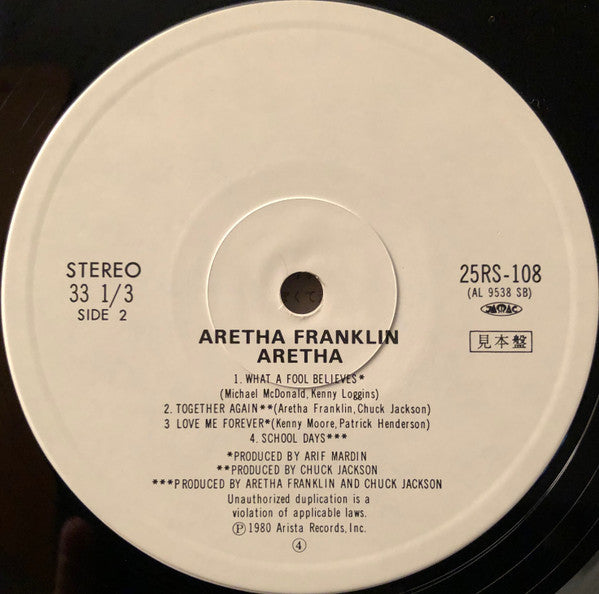 STEREO
33 1/3
SIDE 2
25RS-108
(AL 9538 SB)
JASRAC
見本盤
ARETHA FRANKLIN
ARETHA
1. WHAT A FOOL BELIEVES*
(Michael McDonald, Kenny Loggins)
2. TOGETHER AGAIN**(Aretha Franklin, Chuck Jackson)
3 LOVE ME FOREVER*(Kenny Moore, Patrick Henderson)
4. SCHOOL DAYS***
*PRODUCED BY ARIF MARDIN
**PRODUCED BY CHUCK JACKSON
***PRODUCED BY ARETHA FRANKLIN AND CHUCK JACKSON
Unauthorized duplication is a
violation of applicable laws.
Ⓟ 1980 Arista Records, Inc.
④